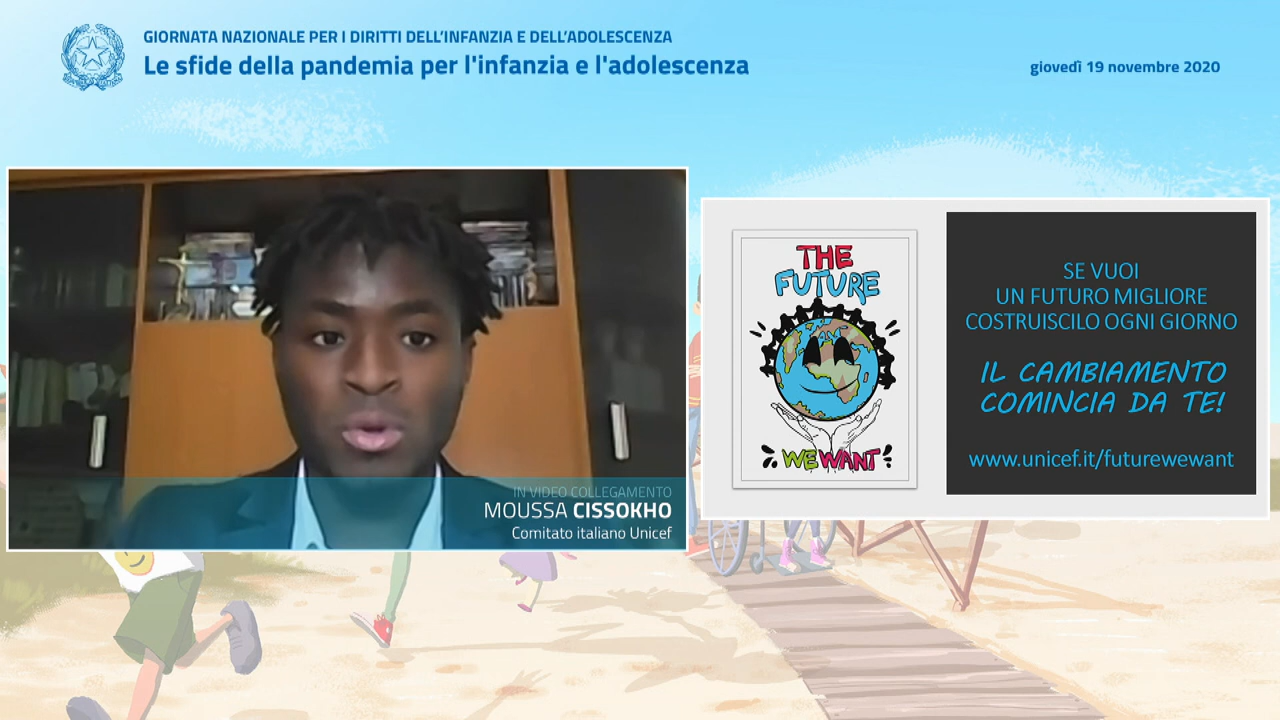 GIORNATA NAZIONALE PER I DIRITTI DELL'INFANZIA E DELL'ADOLESCENZA
Le sfide della pandemia per l'infanzia e l'adolescenza
giovedì 19 novembre 2020
IN VIDEO COLLEGAMENTO
MOUSSA CISSOKHO
Comitato italiano Unicef
THE
FUTURE
WE WANT
SE VUOI
UN FUTURO MIGLIORE
COSTRUISCILO OGNI GIORNO
IL CAMBIAMENTO
COMINCIA DA TE!
www.unicef.it/futurewewant